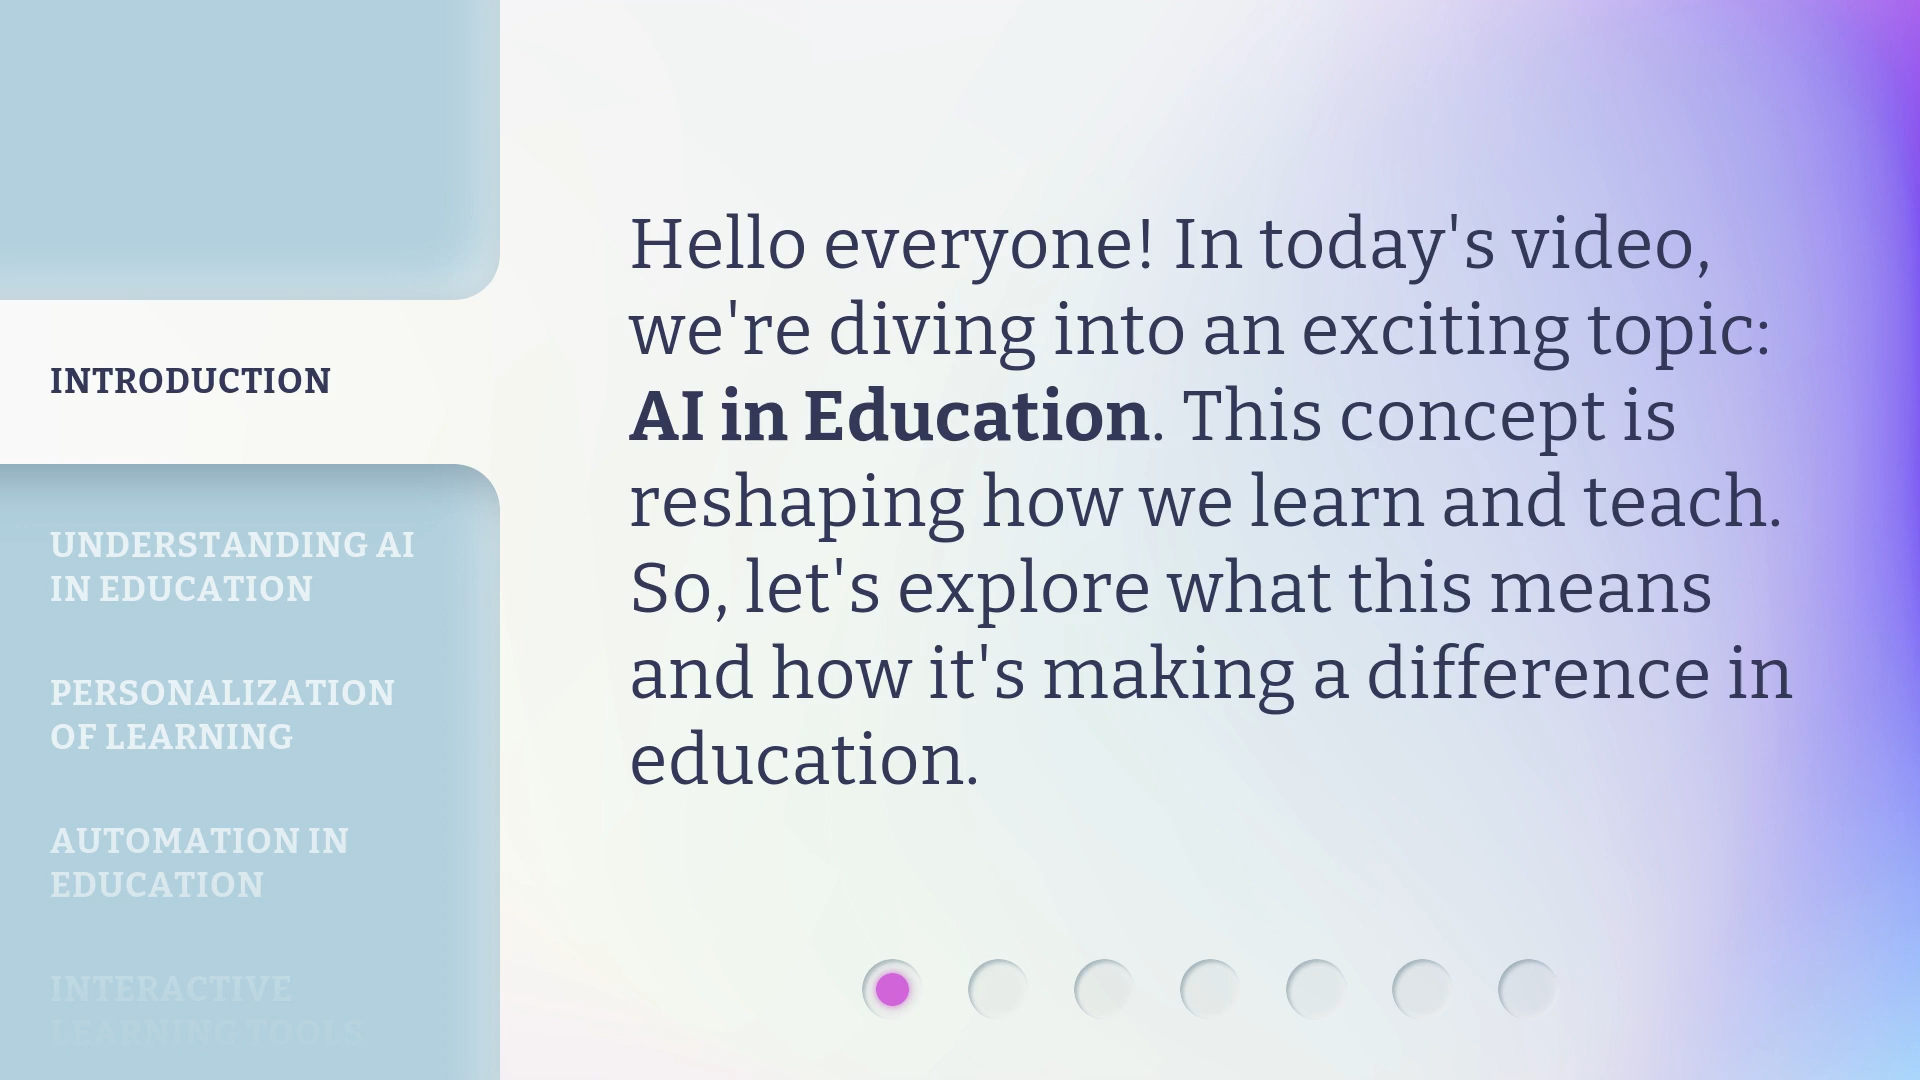 INTRODUCTION
UNDERSTANDING AI
IN EDUCATION
PERSONALIZATION
OF LEARNING
AUTOMATION IN
EDUCATION
INTERACTIVE
LEARNING TOOLS
Hello everyone! In today's video,
we're diving into an exciting topic:
AI in Education. This concept is
reshaping how we learn and teach.
So, let's explore what this means
and how it's making a difference in
education.